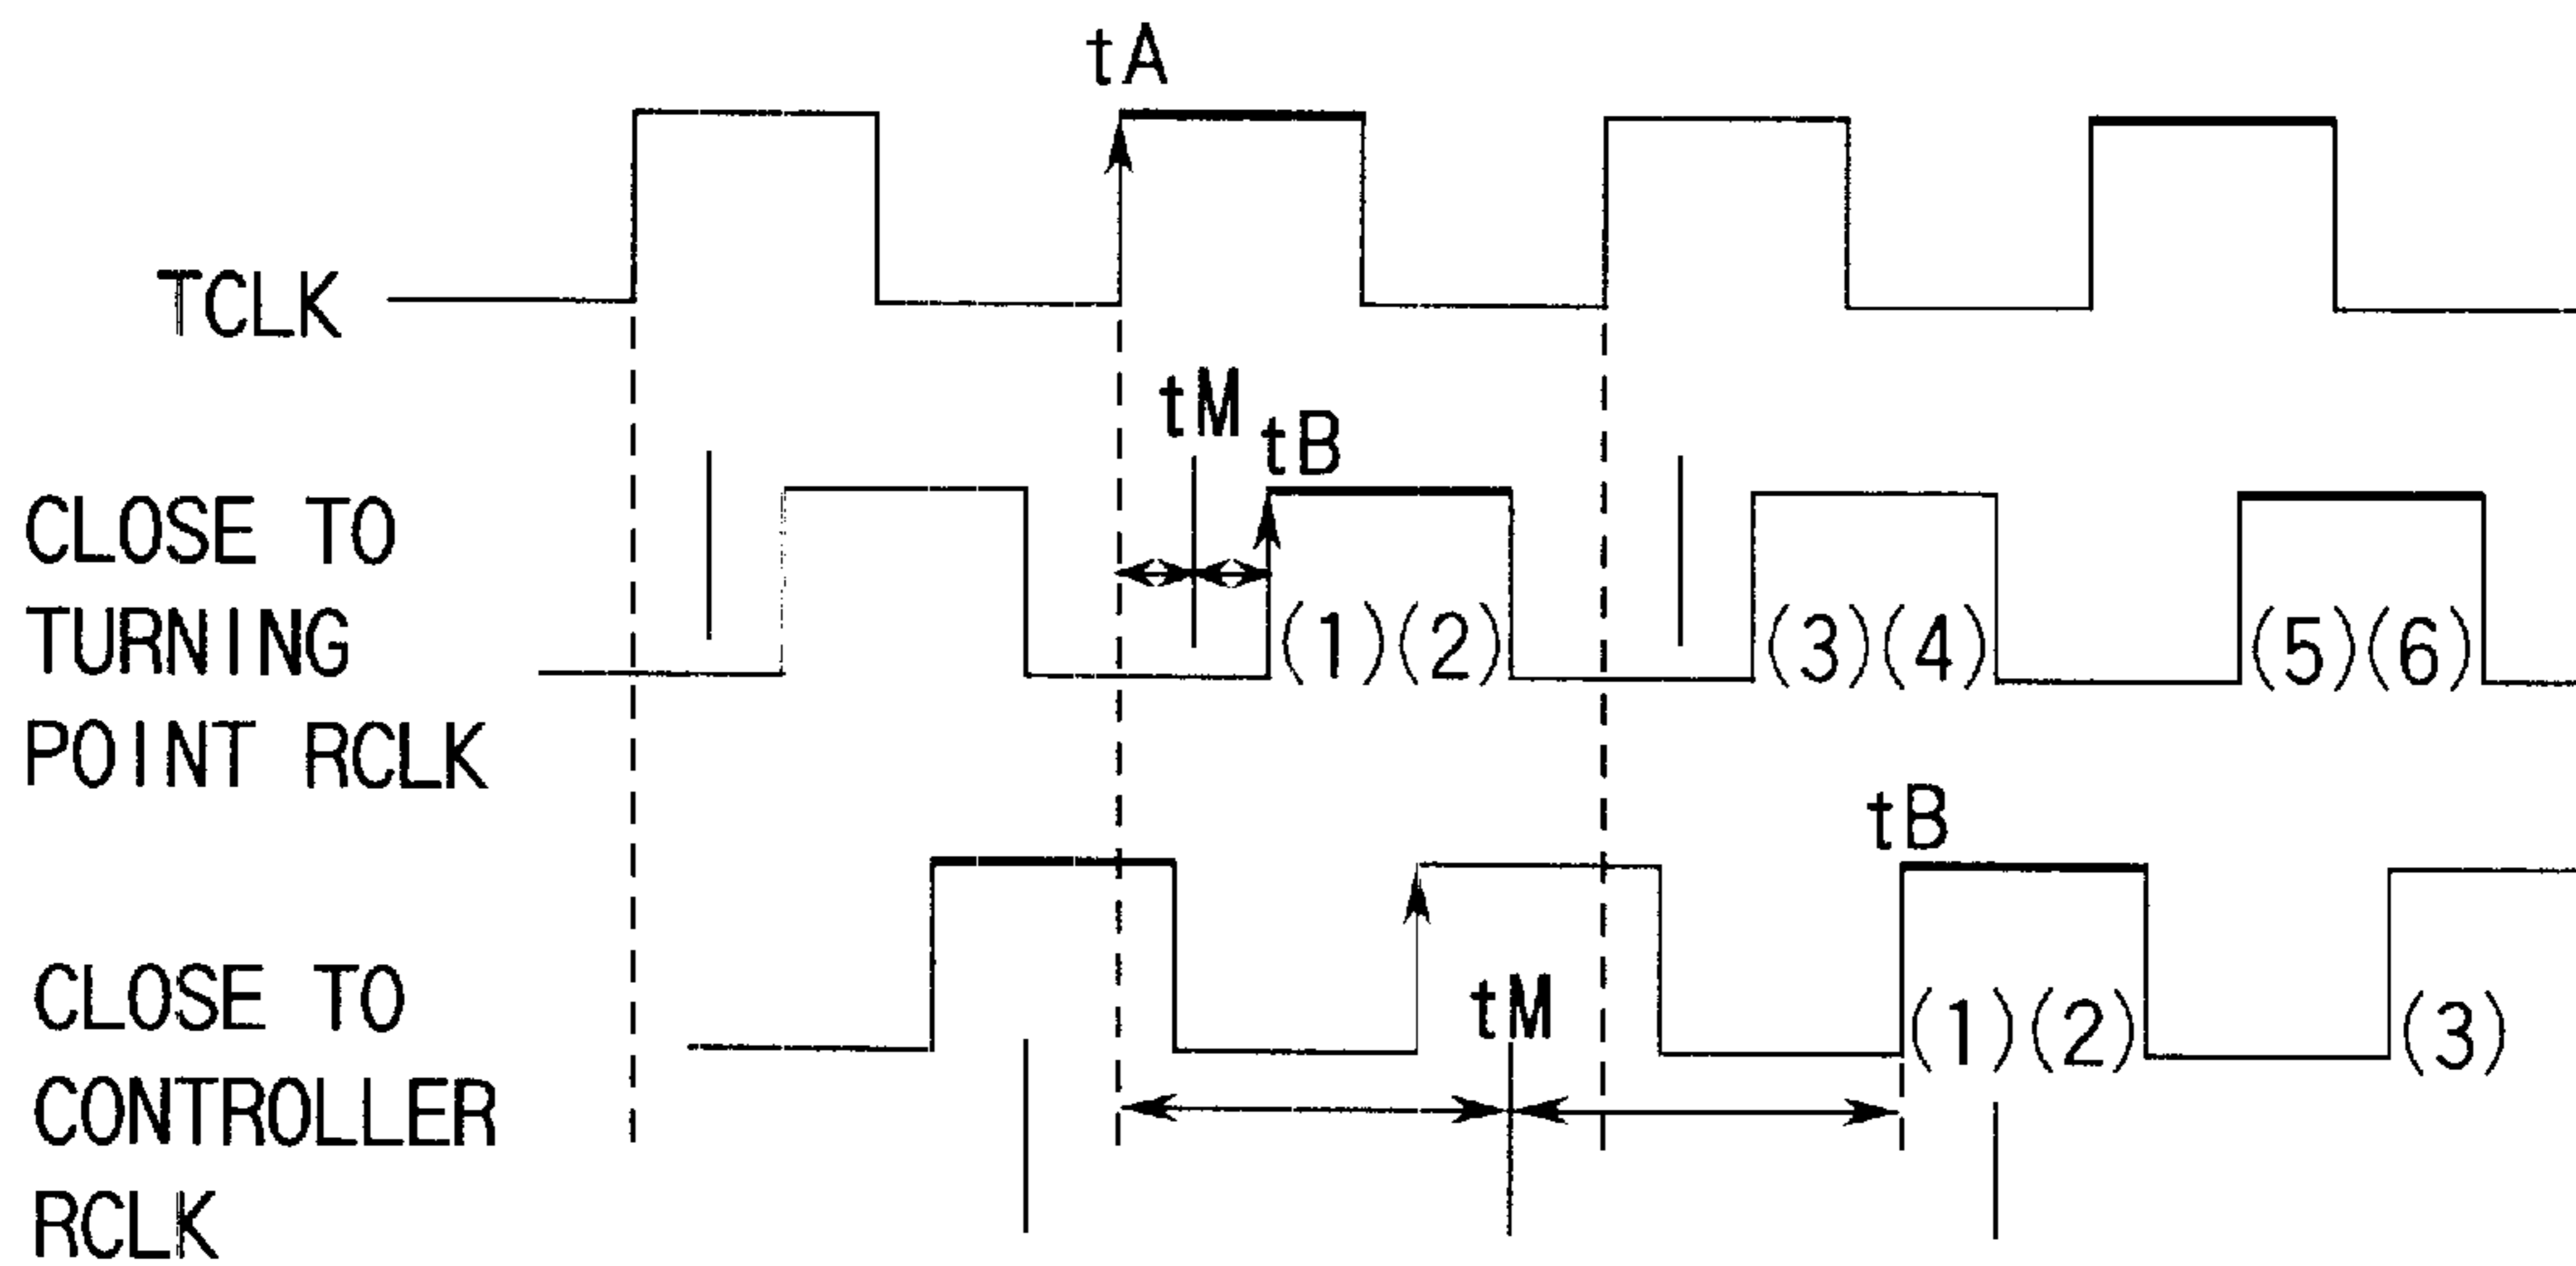 tA
TCLK
tM
tB
CLOSE TO
TURNING
POINT RCLK
(1)(2)
(3)(4)
(5)(6)
tB
CLOSE TO
CONTROLLER
RCLK
tM
(1)(2)
(3)